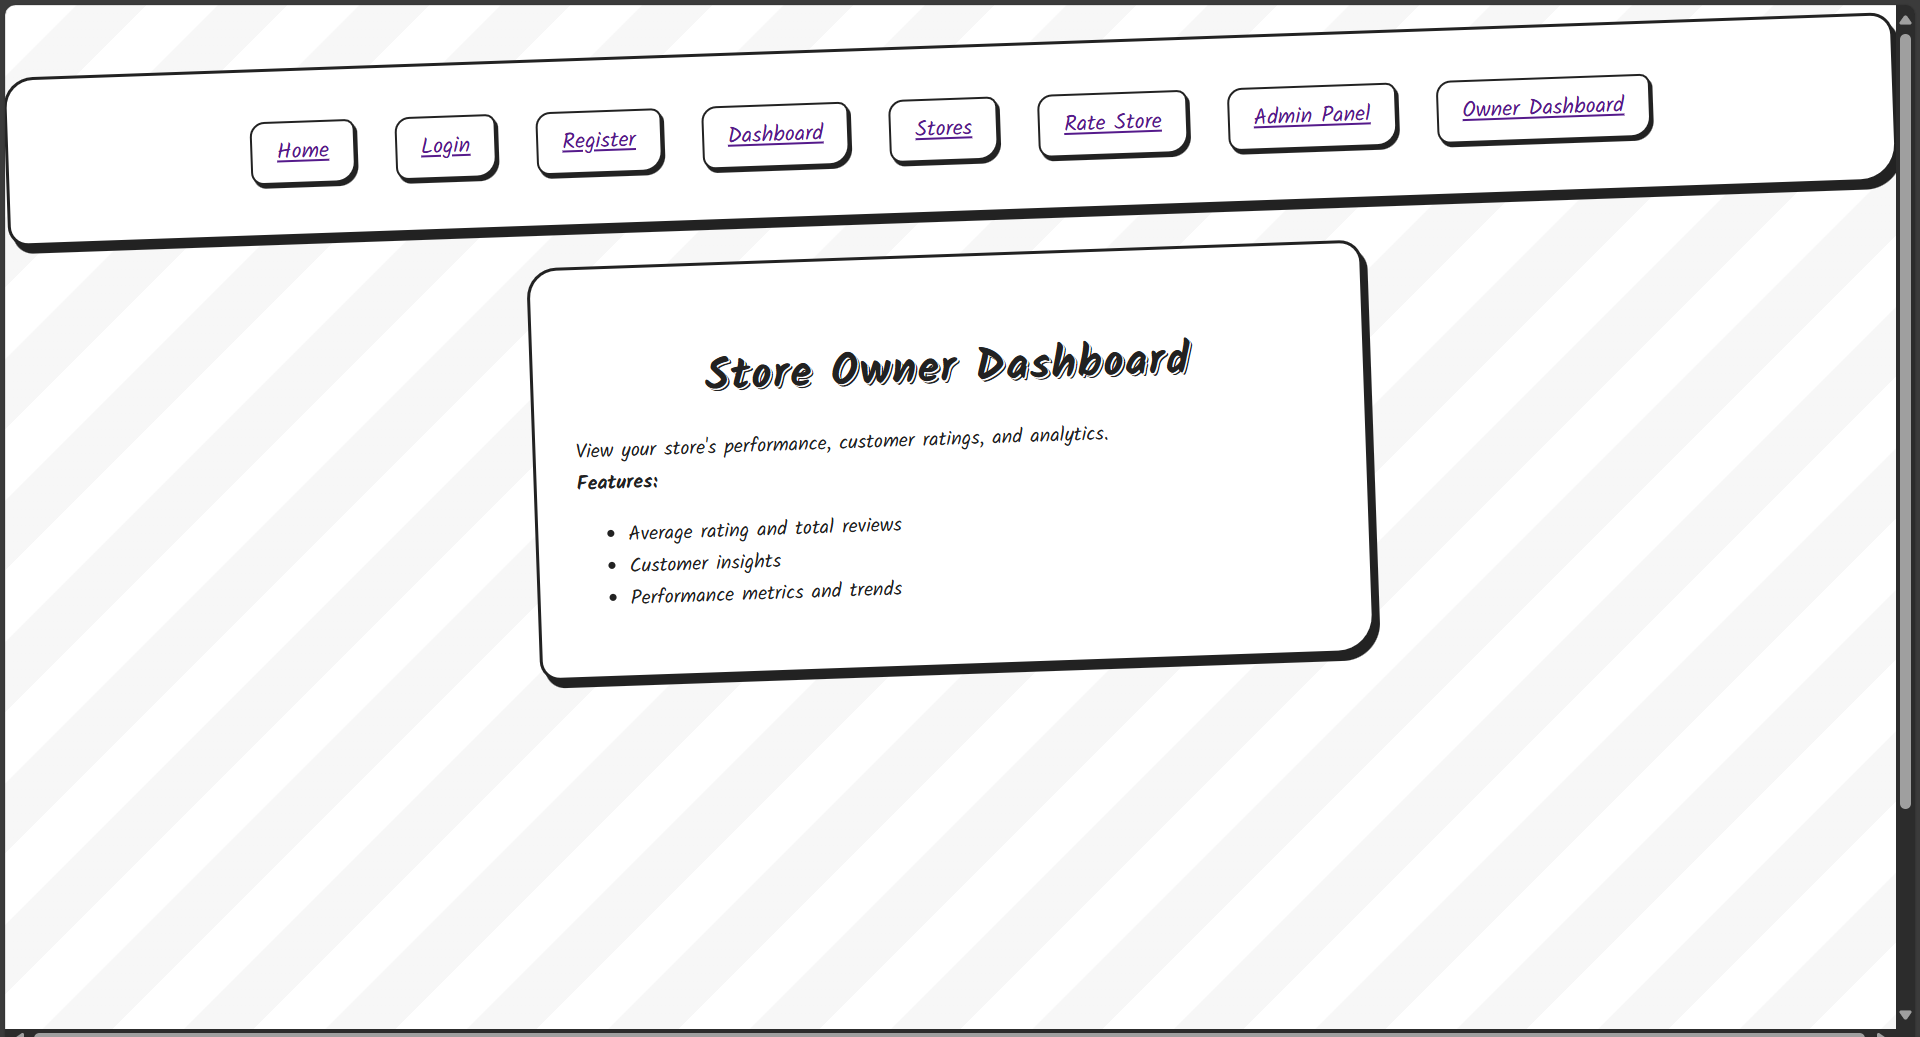 Home Login Register Dashboard Stores Rate Store Admin Panel Owner Dashboard
Store Owner Dashboard
View your store's performance, customer ratings, and analytics.
Features:
• Average rating and total reviews
• Customer insights
• Performance metrics and trends